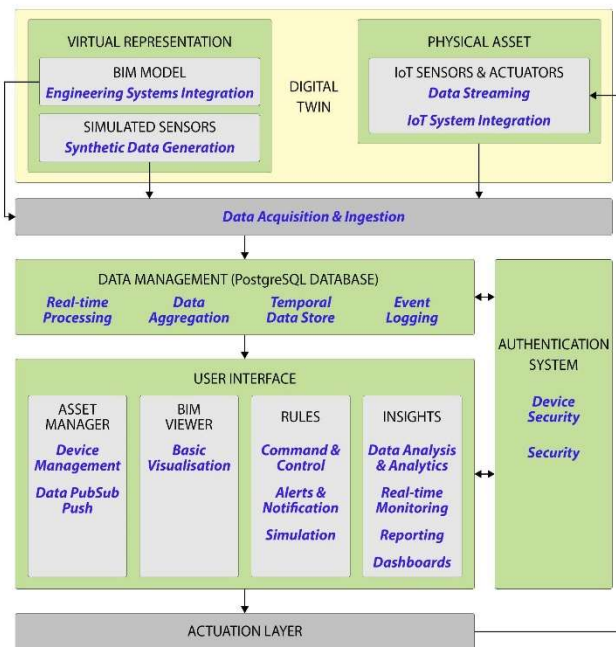 VIRTUAL REPRESENTATION
BIM MODEL
Engineering Systems Integration
SIMULATED SENSORS
Synthetic Data Generation
DIGITAL
TWIN
PHYSICAL ASSET
IoT SENSORS & ACTUATORS
Data Streaming
IoT System Integration
Data Acquisition & Ingestion
DATA MANAGEMENT (PostgreSQL DATABASE)
Real-time
Processing
Data
Aggregation
Temporal
Data Store
Event
Logging
AUTHENTICATION
SYSTEM
Device
Security
Security
USER INTERFACE
ASSET
MANAGER
Device
Management
Data PubSub
Push
BIM
VIEWER
Basic
Visualisation
RULES
Command &
Control
Alerts &
Notification
Simulation
INSIGHTS
Data Analysis
& Analytics
Real-time
Monitoring
Reporting
Dashboards
ACTUATION LAYER